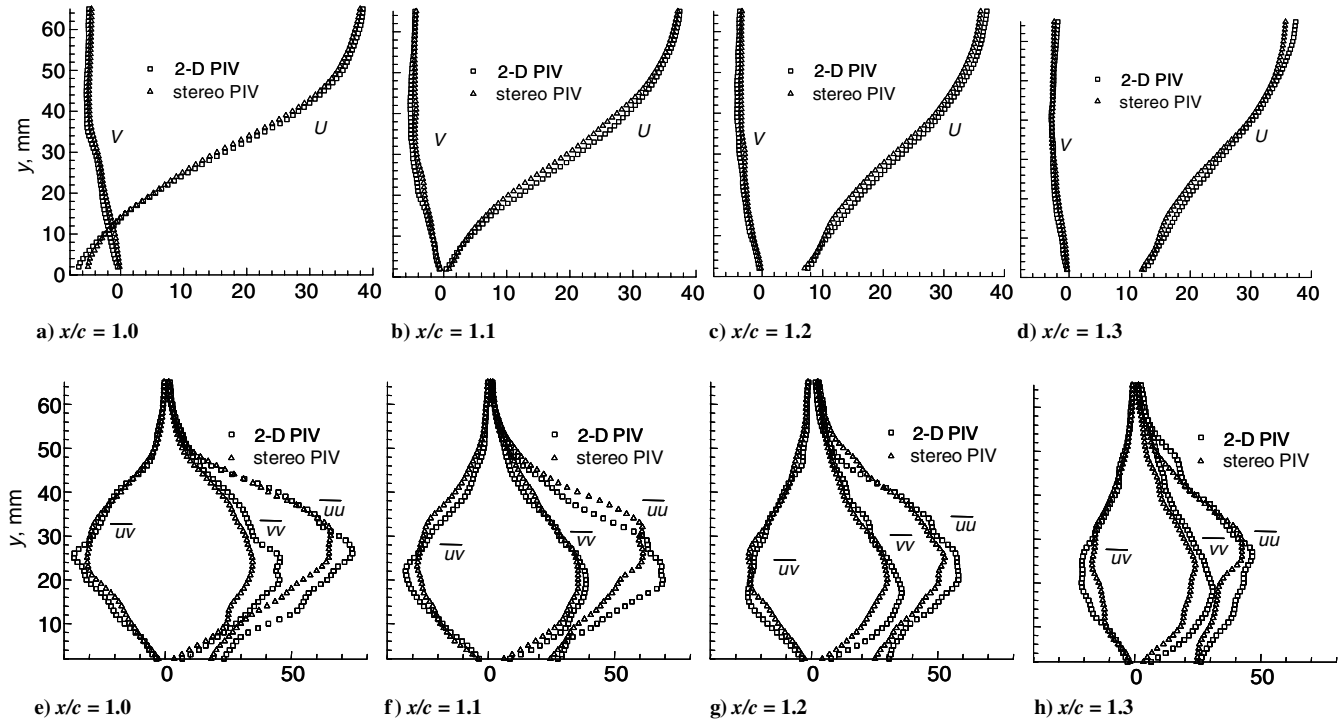 60
50
40
30
20
10
0
y, mm
2-D PIV
stereo PIV
V
U
0 10 20 30 40
a) x/c = 1.0
2-D PIV
stereo PIV
V
U
0 10 20 30 40
b) x/c = 1.1
2-D PIV
stereo PIV
V
U
0 10 20 30 40
c) x/c = 1.2
2-D PIV
stereo PIV
V
U
0 10 20 30 40
d) x/c = 1.3
60
50
40
30
20
10
y, mm
2-D PIV
stereo PIV
uu
uv
vv
0 50
e) x/c = 1.0
2-D PIV
stereo PIV
uu
uv
vv
0 50
f) x/c = 1.1
2-D PIV
stereo PIV
uu
vv
uv
0 50
g) x/c = 1.2
2-D PIV
stereo PIV
uu
vv
uv
0 50
h) x/c = 1.3